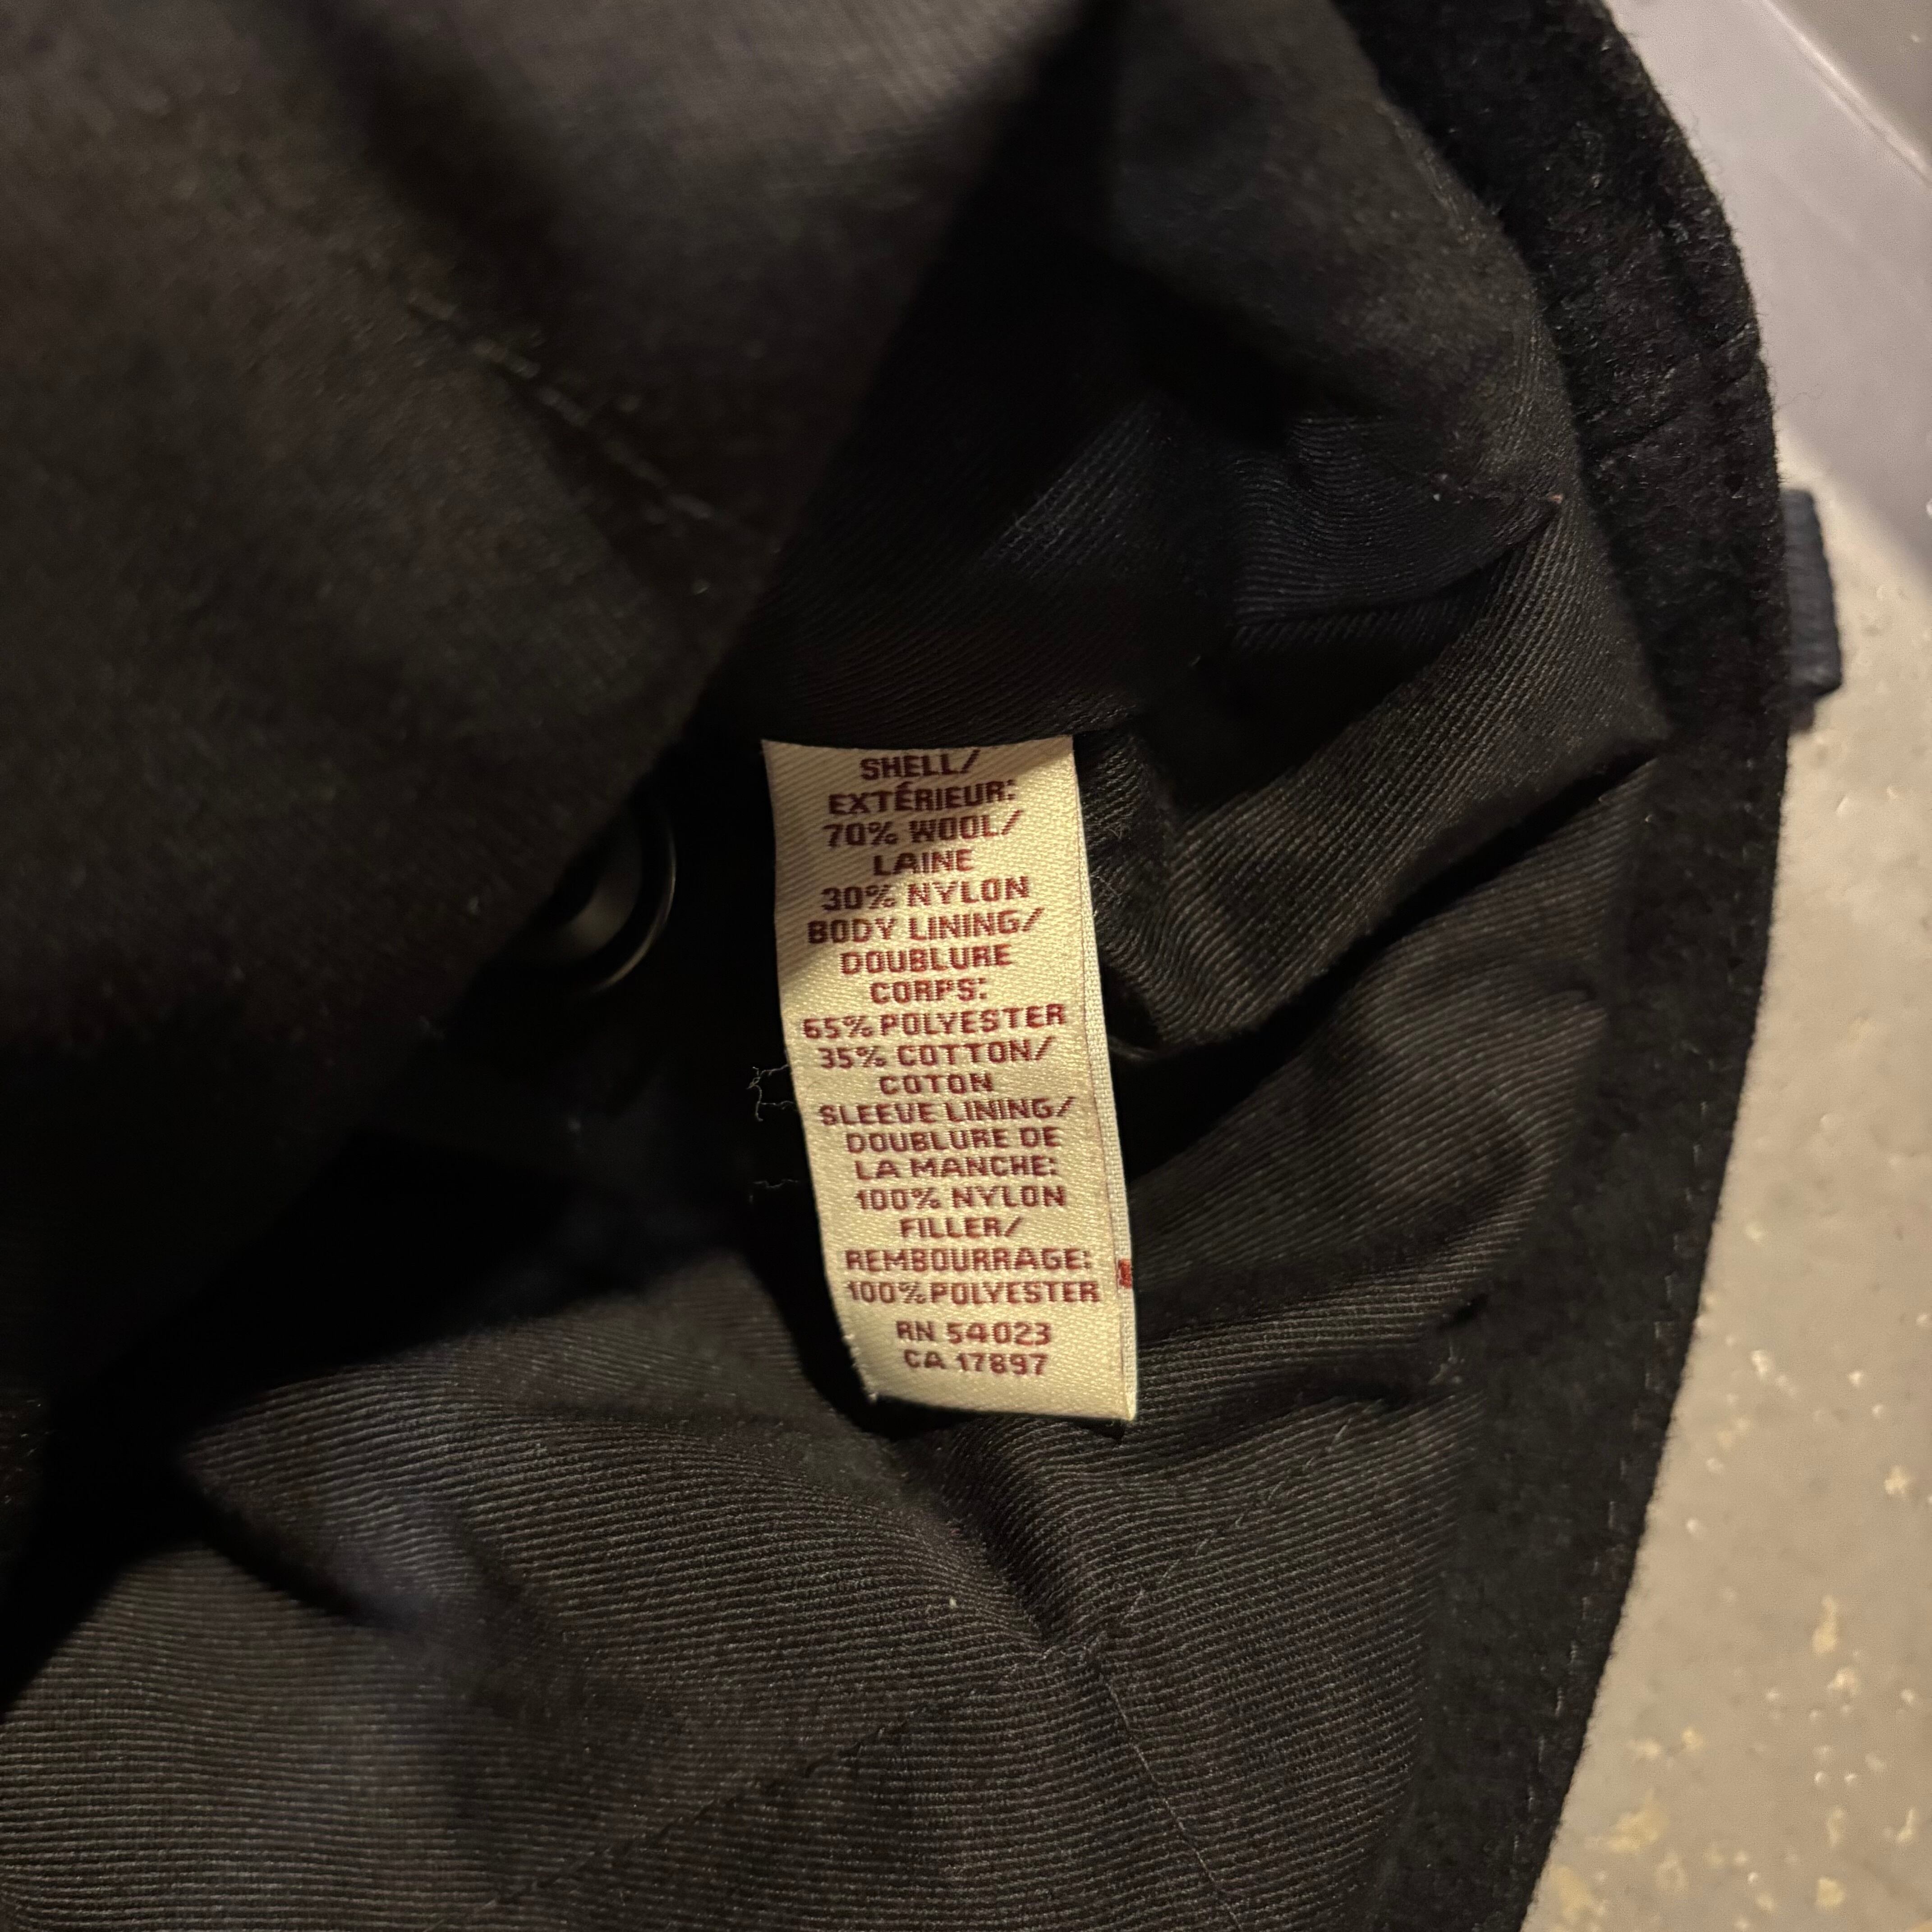 SHELL/
EXTÉRIEUR:
70% WOOL/
LAINE
30% NYLON
BODY LINING/
DOUBLURE
CORPS:
65% POLYESTER
35% COTTON/
COTON
SLEEVE LINING/
DOUBLURE DE
LA MANCHE:
100% NYLON
FILLER/
REMBOURRAGE:
100% POLYESTER
RN 54023
CA 17897